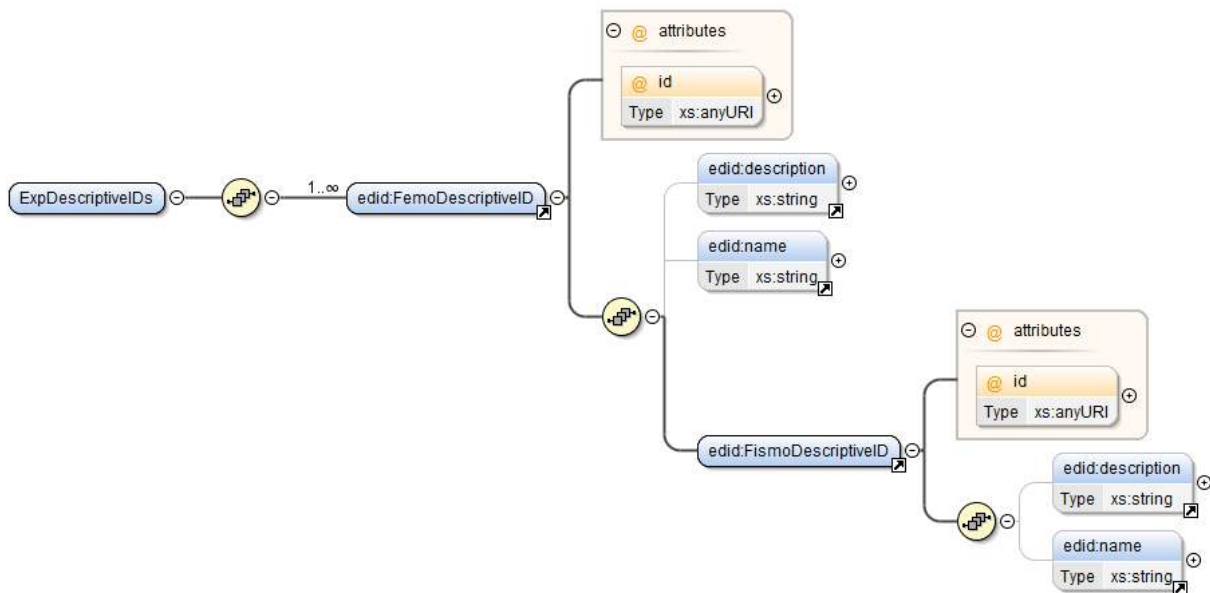 @ attributes
@ id
Type xs:anyURI
ExpDescriptiveIDs
1..∞
edid:FemoDescriptiveID
edid:description
Type xs:string
edid:name
Type xs:string
@ attributes
@ id
Type xs:anyURI
edid:FismoDescriptiveID
edid:description
Type xs:string
edid:name
Type xs:string